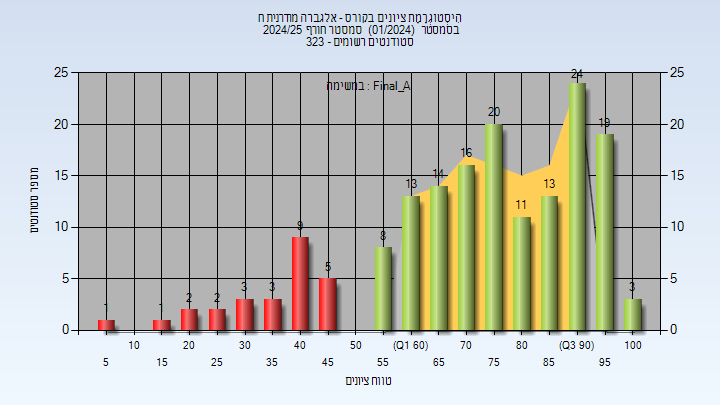 הִיסְטוֹגְרָמַת ציונים בקורס - אלגברה מודרנית ח
בסמסטר (01/2024) סמסטר חורף 2024/25
סטודנטים רשומים - 323
במשימה : Final_A
מספר סטודנטים
25 25
20 20
15 15
10 10
5 5
0 0
1 1 2 2 3 3 9 5 8 13 14 16 20 11 13 24 19 3
10 20 30 40 50 (Q1 60) 70 80 (Q3 90) 100
5 15 25 35 45 55 65 75 85 95
טווח ציונים